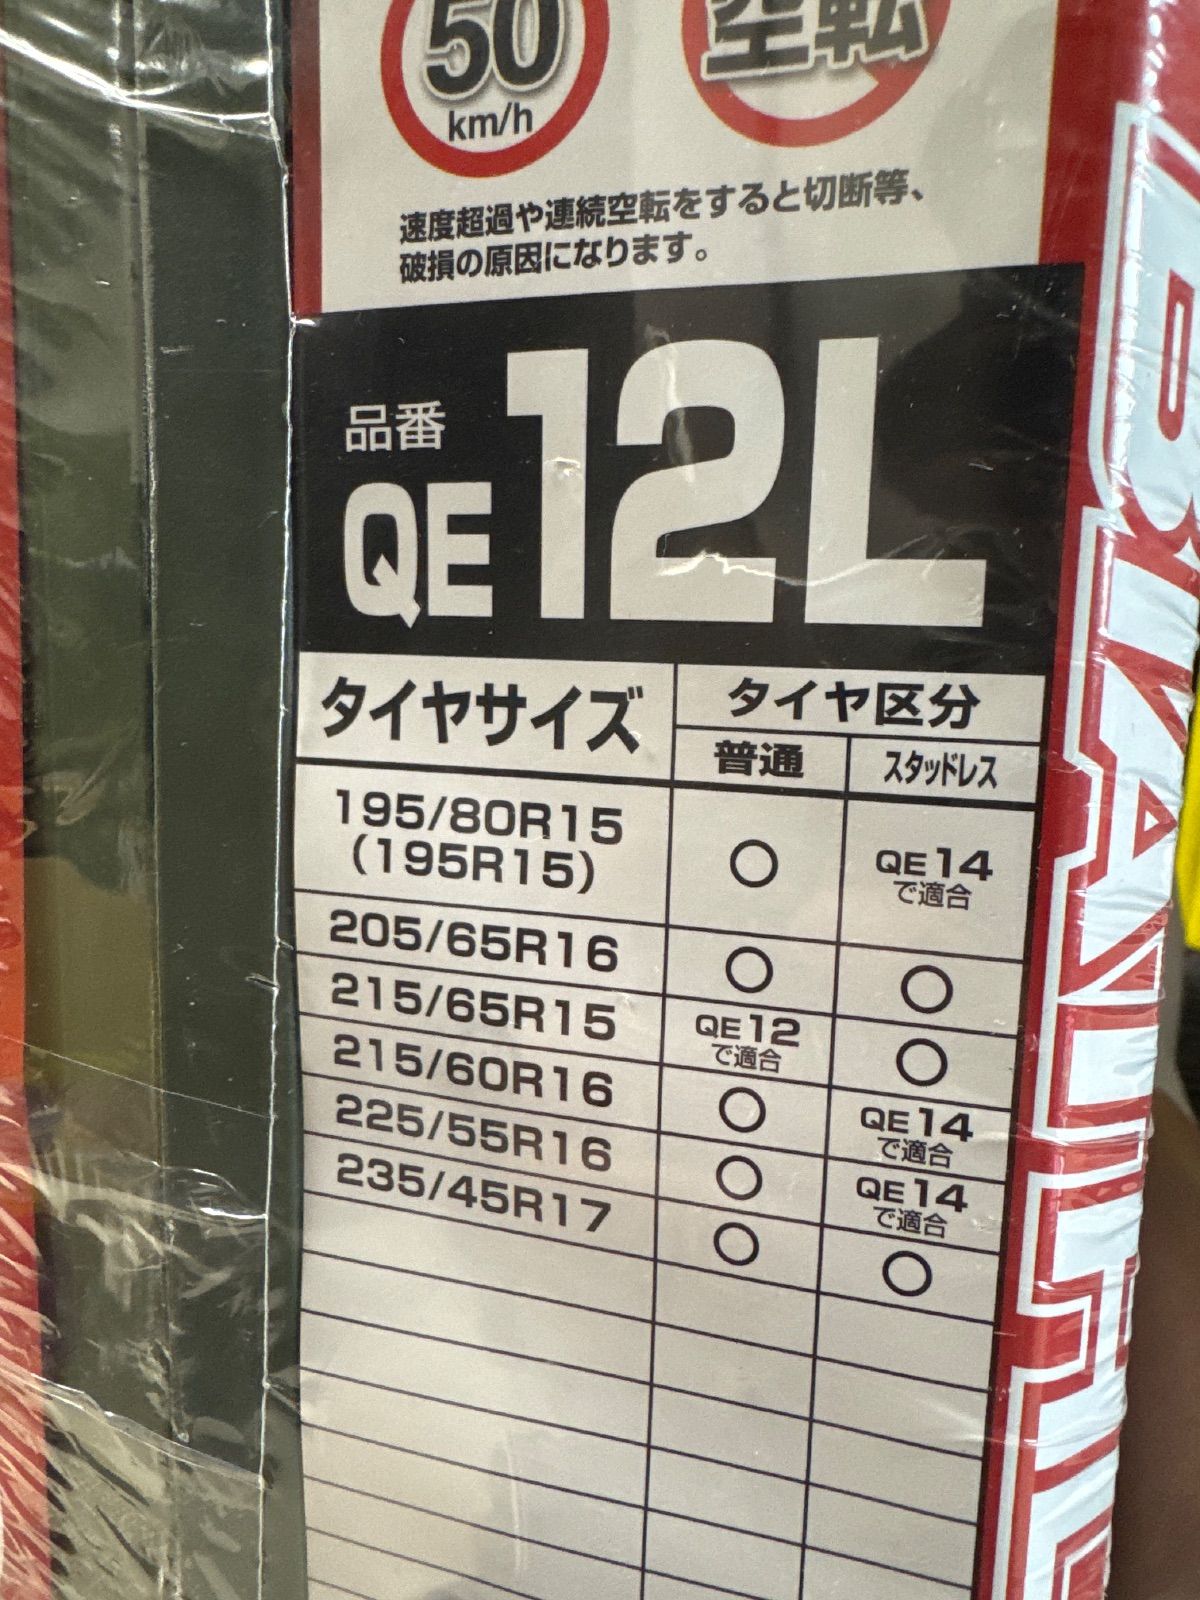 50
km/h
空転
速度超過や連続空転をすると切断等、
破損の原因になります。
品番
QE12L
タイヤサイズ
タイヤ区分
普通
スタッドレス
195/80R15
(195R15)
○
QE14
で適合
205/65R16
○
○
215/65R15
QE12
で適合
○
215/60R16
○
QE14
で適合
225/55R16
○
QE14
で適合
235/45R17
○
○